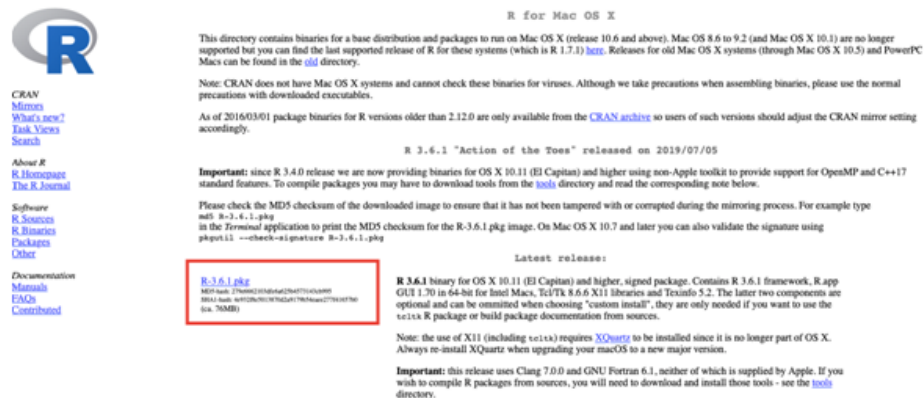 R
CRAN
Mirrors
What's new?
Task Views
Search
About R
R Homepage
The R Journal
Software
R Sources
R Binaries
Packages
Other
Documentation
Manuals
FAQs
Contributed
R for Mac OS X
This directory contains binaries for a base distribution and packages to run on Mac OS X (release 10.6 and above). Mac OS 8.6 to 9.2 (and Mac OS X 10.1) are no longer
supported but you can find the last supported release of R for these systems (which is R 1.7.1) here. Releases for old Mac OS X systems (through Mac OS X 10.5) and PowerPC
Macs can be found in the old directory.
Note: CRAN does not have Mac OS X systems and cannot check these binaries for viruses. Although we take precautions when assembling binaries, please use the normal
precautions with downloaded executables.
As of 2016/03/01 package binaries for R versions older than 2.12.0 are only available from the CRAN archive so users of such versions should adjust the CRAN mirror setting
accordingly.
R 3.6.1 "Action of the Toes" released on 2019/07/05
Important: since R 3.4.0 release we are now providing binaries for OS X 10.11 (El Capitan) and higher using non-Apple toolkit to provide support for OpenMP and C++17
standard features. To compile packages you may have to download tools from the tools directory and read the corresponding note below.
Please check the MD5 checksum of the downloaded image to ensure that it has not been tampered with or corrupted during the mirroring process. For example type
md5 R-3.6.1.pkg
in the Terminal application to print the MD5 checksum for the R-3.6.1.pkg image. On Mac OS X 10.7 and later you can also validate the signature using
pkgutil --check-signature R-3.6.1.pkg
Latest release:
R-3.6.1.pkg
MD5-hash:
SHA1-hash:
(ca. 76MB)
R 3.6.1 binary for OS X 10.11 (El Capitan) and higher, signed package. Contains R 3.6.1 framework, R.app
GUI 1.70 in 64-bit for Intel Macs, Tcl/Tk 8.6.6 X11 libraries and Texinfo 5.2. The latter two components are
optional and can be ommitted when choosing "custom install", they are only needed if you want to use the
tcltk R package or build package documentation from sources.
Note: the use of X11 (including tcltk) requires XQuartz to be installed since it is no longer part of OS X.
Always re-install XQuartz when upgrading your macOS to a new major version.
Important: this release uses Clang 7.0.0 and GNU Fortran 6.1, neither of which is supplied by Apple. If you
wish to compile R packages from sources, you will need to download and install those tools - see the tools
directory.